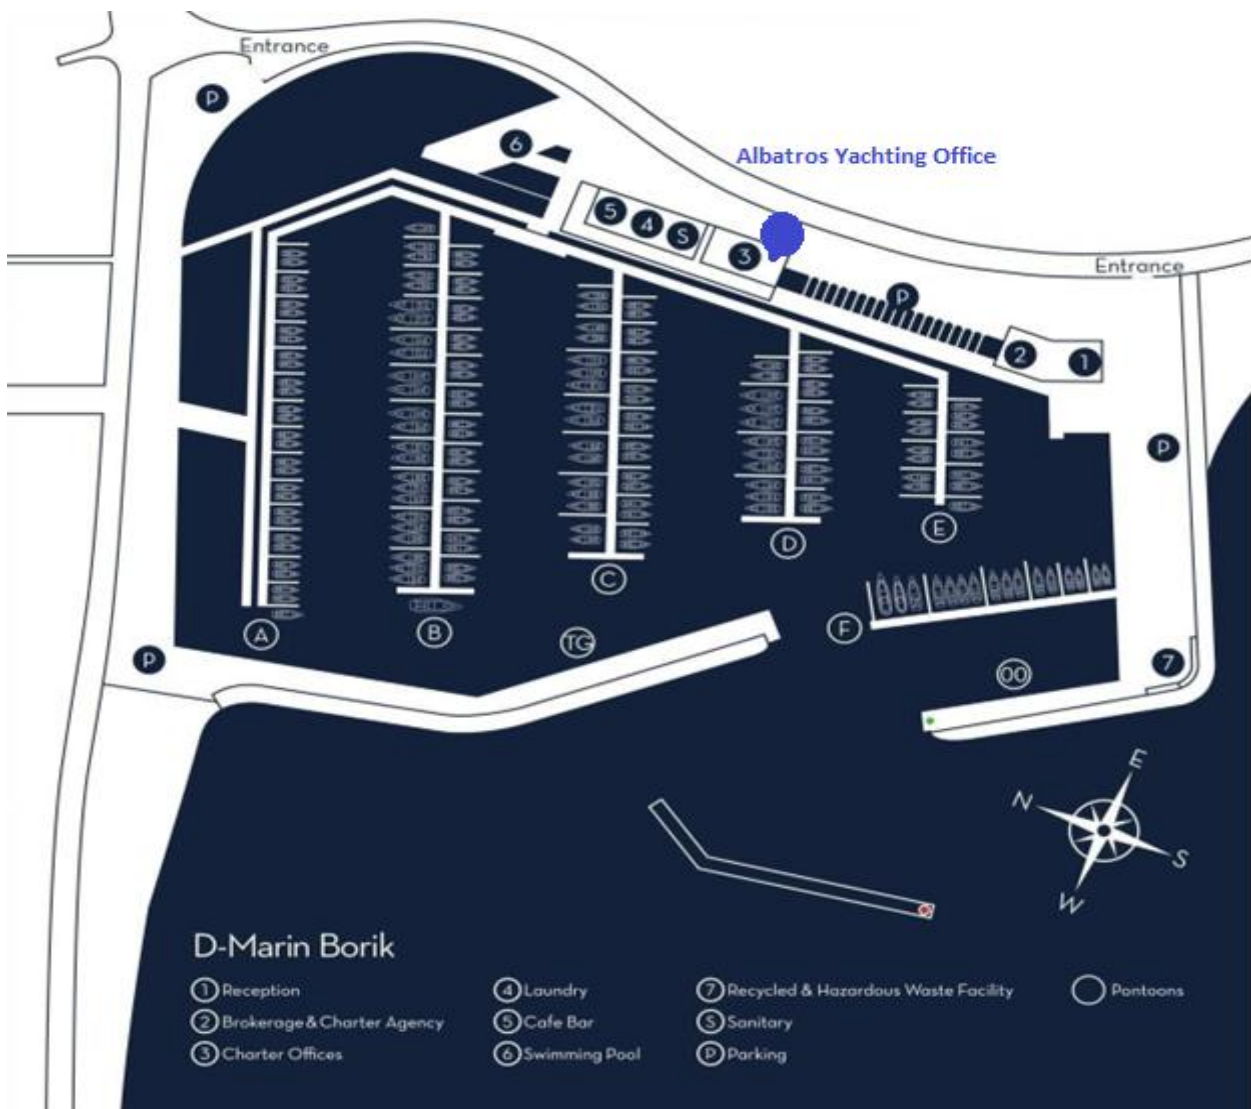 Entrance
P
6
Albatros Yachting Office
5 4 S 3
Entrance
P
2 1
P
E
D
C
A
B
TG
F
P
7
00
E
N
S
W
D-Marin Borik
1 Reception
2 Brokerage & Charter Agency
3 Charter Offices
4 Laundry
5 Cafe Bar
6 Swimming Pool
7 Recycled & Hazardous Waste Facility
S Sanitary
P Parking
Pontoons